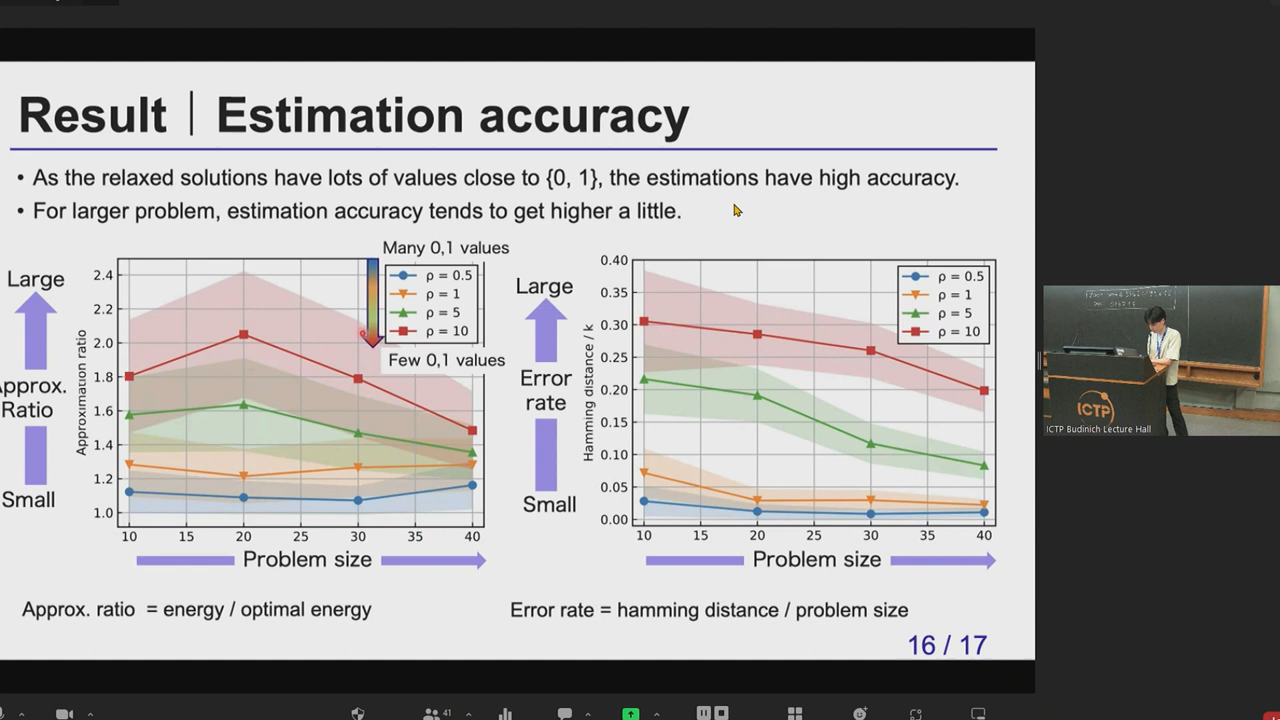 Result | Estimation accuracy
• As the relaxed solutions have lots of values close to {0, 1}, the estimations have high accuracy.
• For larger problem, estimation accuracy tends to get higher a little.
Many 0,1 values
Large
Approx.
Ratio
Small
Approximation ratio
2.4
2.2
2.0
1.8
1.6
1.4
1.2
1.0
ρ = 0.5
ρ = 1
ρ = 5
ρ = 10
Few 0,1 values
10 15 20 25 30 35 40
Problem size
Large
Error
rate
Small
Hamming distance / k
0.40
0.35
0.30
0.25
0.20
0.15
0.10
0.05
0.00
ρ = 0.5
ρ = 1
ρ = 5
ρ = 10
10 15 20 25 30 35 40
Problem size
Approx. ratio = energy / optimal energy
Error rate = hamming distance / problem size
16 / 17
ICTP
ICTP Budinich Lecture Hall
41